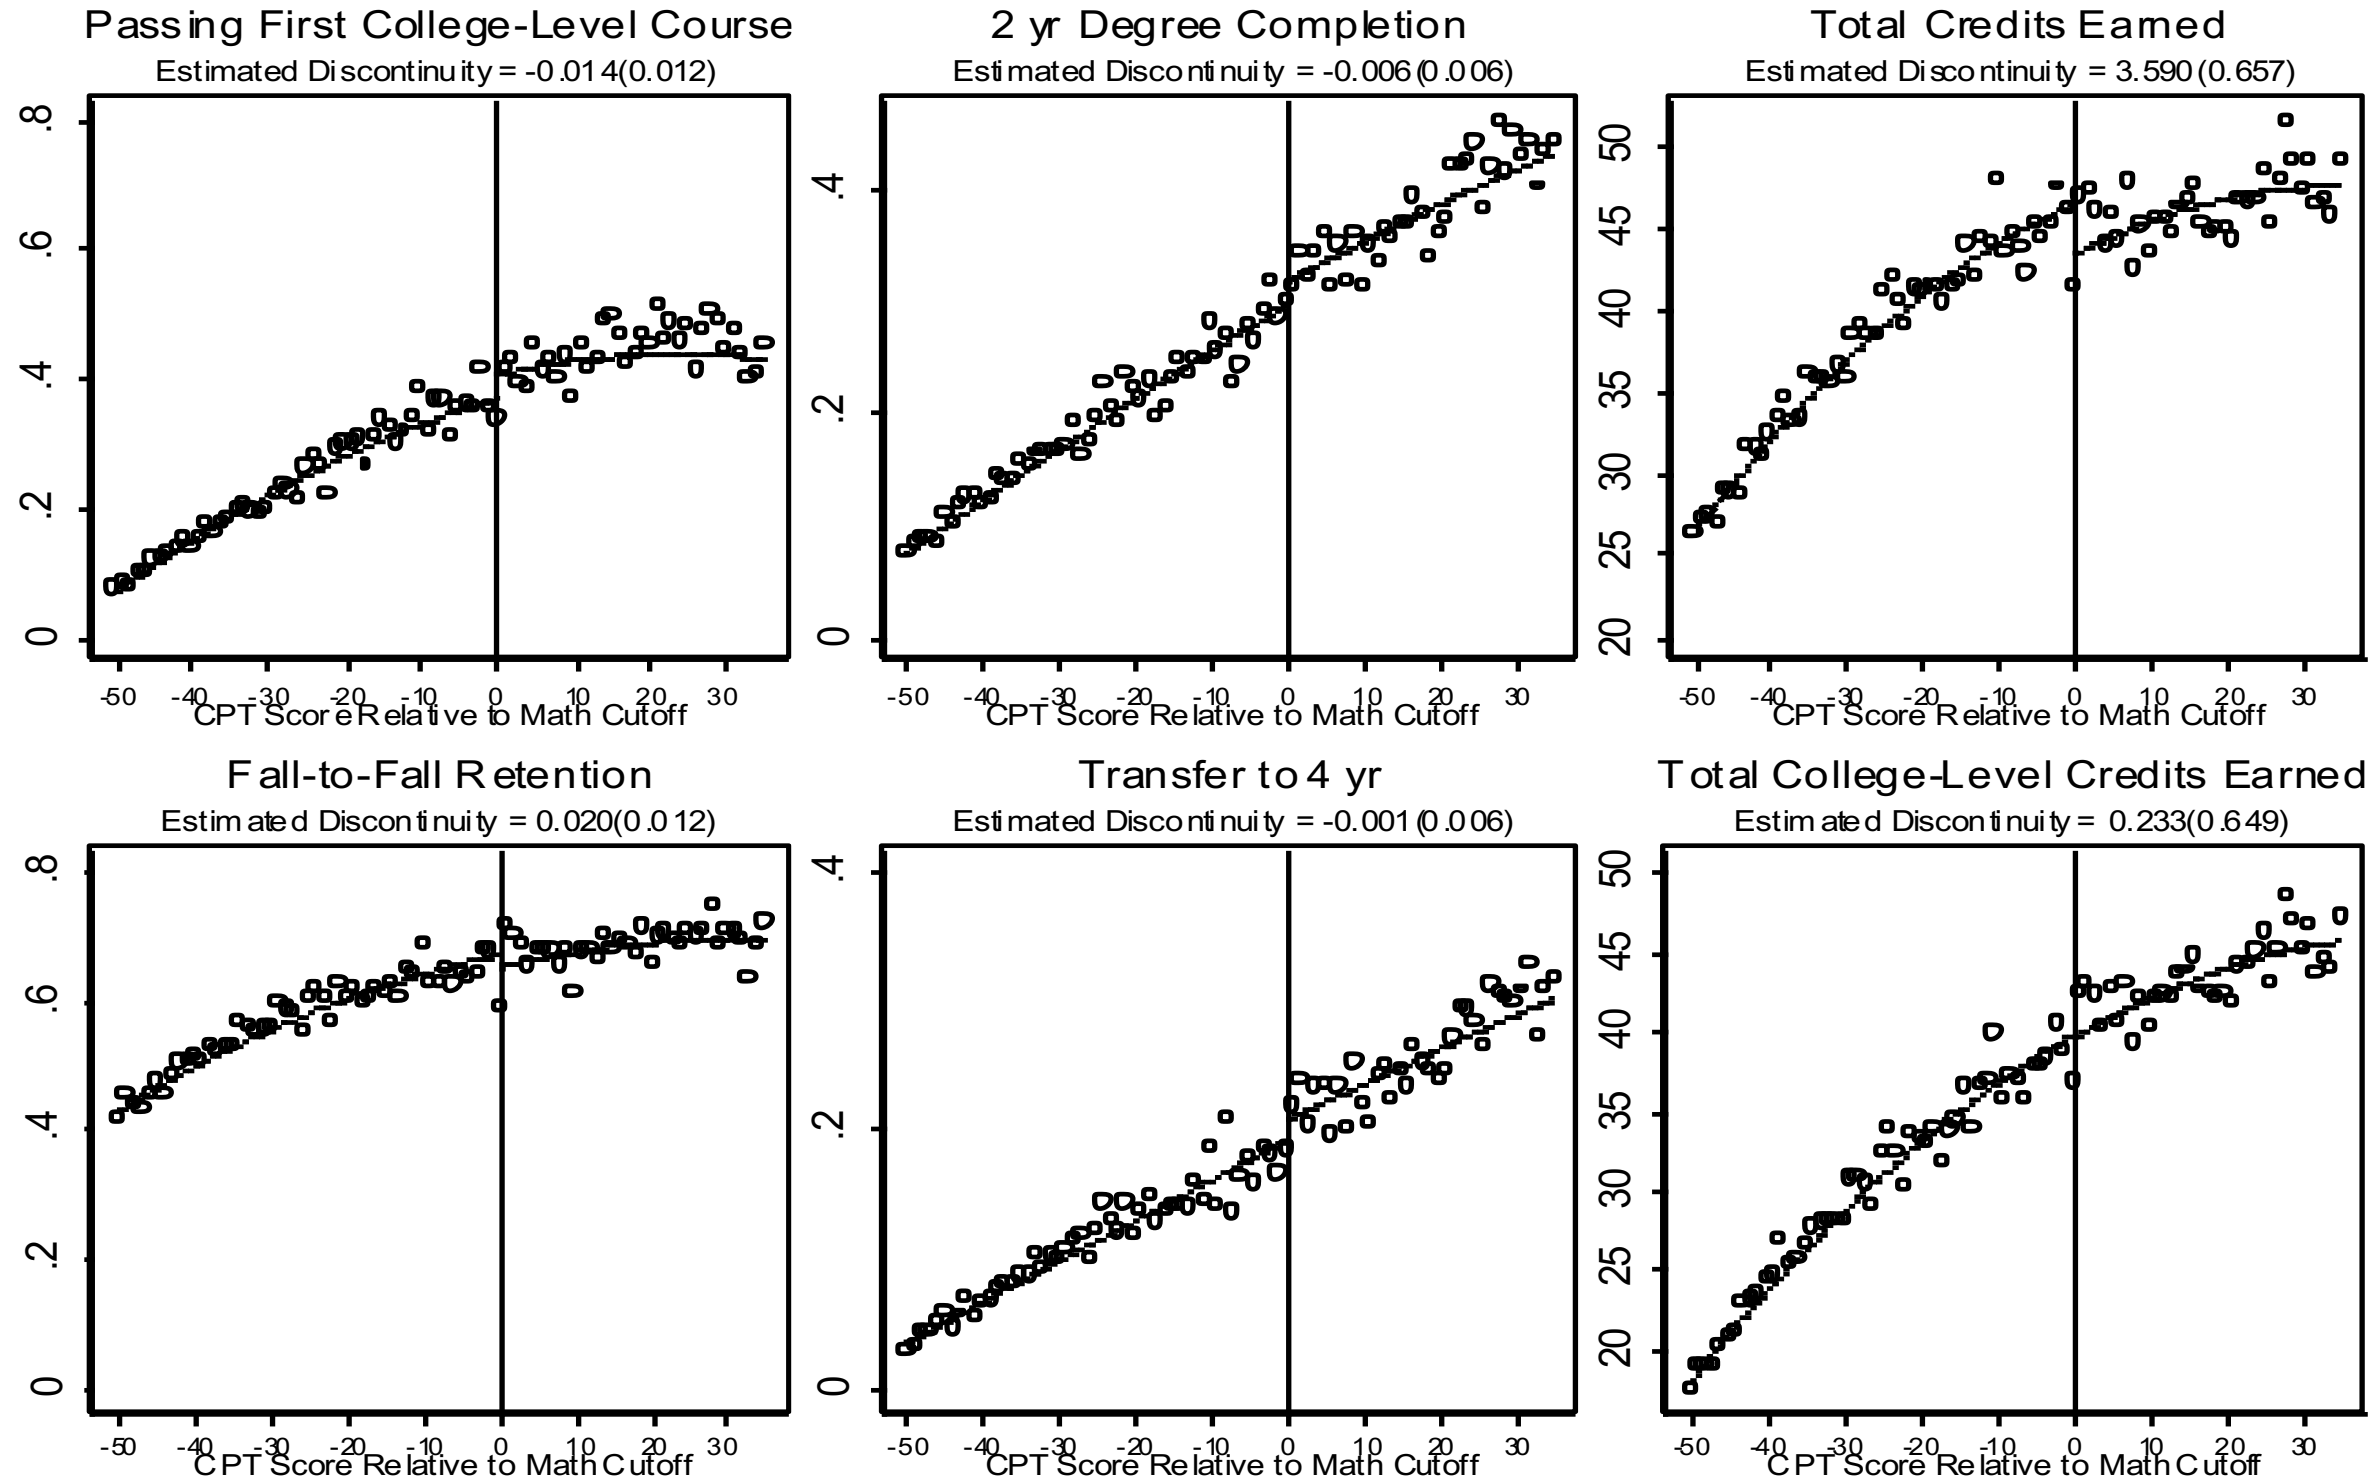 Passing First College-Level Course
Estimated Discontinuity = -0.014(0.012)
.8
.6
.4
.2
0
-50 -40 -30 -20 -10 0 10 20 30
CPT Score Relative to Math Cutoff
2 yr Degree Completion
Estimated Discontinuity = -0.006(0.006)
.4
.2
0
-50 -40 -30 -20 -10 0 10 20 30
CPT Score Relative to Math Cutoff
Total Credits Earned
Estimated Discontinuity = 3.590(0.657)
50
45
40
35
30
25
20
-50 -40 -30 -20 -10 0 10 20 30
CPT Score Relative to Math Cutoff
Fall-to-Fall Retention
Estimated Discontinuity = 0.020(0.012)
.8
.6
.4
.2
0
-50 -40 -30 -20 -10 0 10 20 30
CPT Score Relative to Math Cutoff
Transfer to 4 yr
Estimated Discontinuity = -0.001(0.006)
.4
.2
0
-50 -40 -30 -20 -10 0 10 20 30
CPT Score Relative to Math Cutoff
Total College-Level Credits Earned
Estimated Discontinuity = 0.233(0.649)
50
45
40
35
30
25
20
-50 -40 -30 -20 -10 0 10 20 30
CPT Score Relative to Math Cutoff